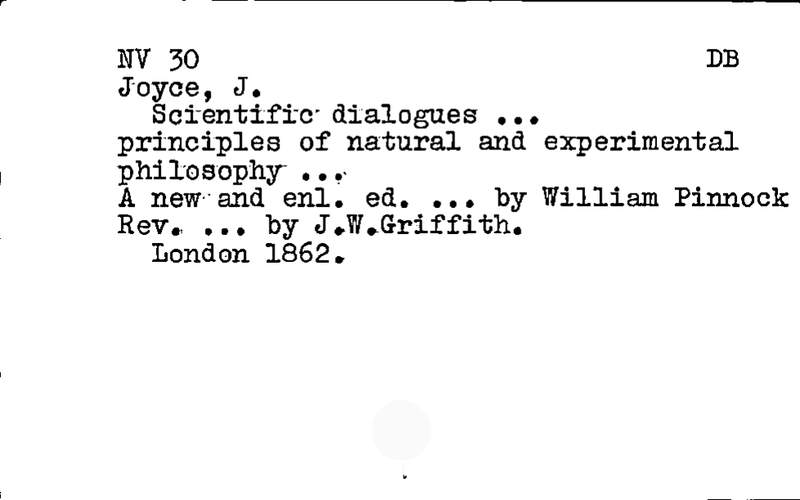 NV 30 DB
Joyce, J.
Scientific dialogues ...
principles of natural and experimental
philosophy ...
A new and enl. ed. ... by William Pinnock
Rev. ... by J.W.Griffith.
London 1862.